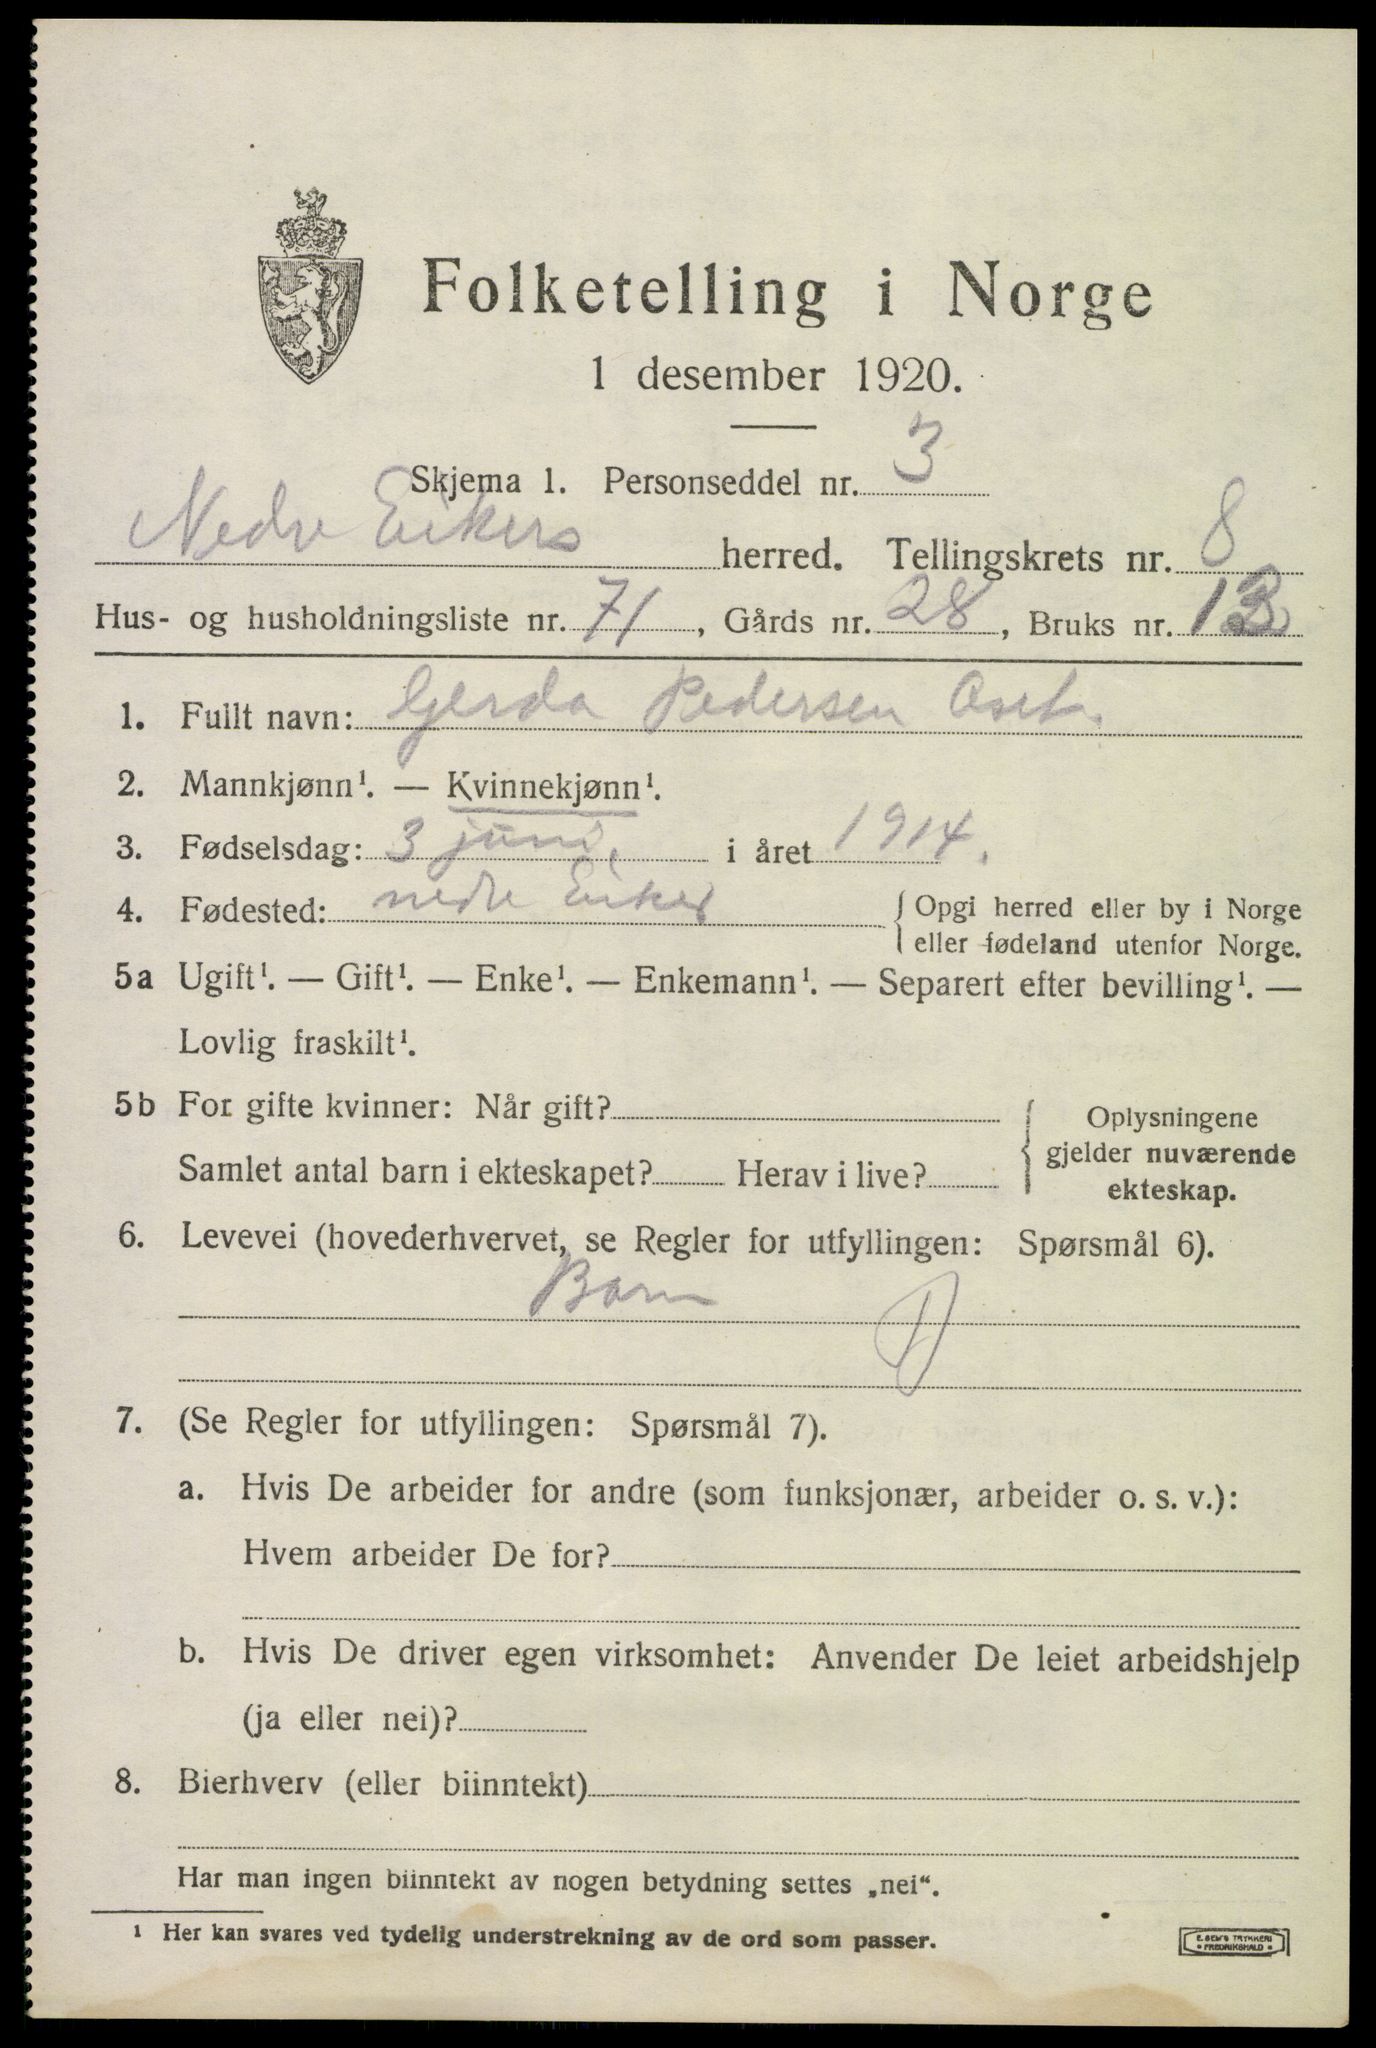 Folketelling i Norge
1 desember 1920.
Skjema 1. Personseddel nr. 3
Nedre Eikers herred. Tellingskrets nr. 8
Hus- og husholdningsliste nr. 71, Gårds nr. 28, Bruks nr. 13
1. Fullt navn: Gerda Pedersen
2. Mannkjønn¹. — Kvinnekjønn¹.
3. Fødselsdag: 3 juni, i året 1914.
4. Fødested: nedre Eiker { Opgi herred eller by i Norge
eller fødeland utenfor Norge.
5a Ugift¹. — Gift¹. — Enke¹. — Enkemann¹. — Separert efter bevilling¹. —
Lovlig fraskilt¹.
5b For gifte kvinner: Når gift?
Samlet antal barn i ekteskapet? Herav i live?
{ Oplysningene
gjelder nuværende
ekteskap.
6. Levevei (hovederhvervet, se Regler for utfyllingen: Spørsmål 6).
Barn
7. (Se Regler for utfyllingen: Spørsmål 7).
a. Hvis De arbeider for andre (som funksjonær, arbeider o. s. v.):
Hvem arbeider De for?
b. Hvis De driver egen virksomhet: Anvender De leiet arbeidshjelp
(ja eller nei)?
8. Bierhverv (eller biinntekt)
Har man ingen biinntekt av nogen betydning settes „nei“.
¹ Her kan svares ved tydelig understrekning av de ord som passer.
E. SEM'S TRYKKERI
• FREDRIKSHALD •